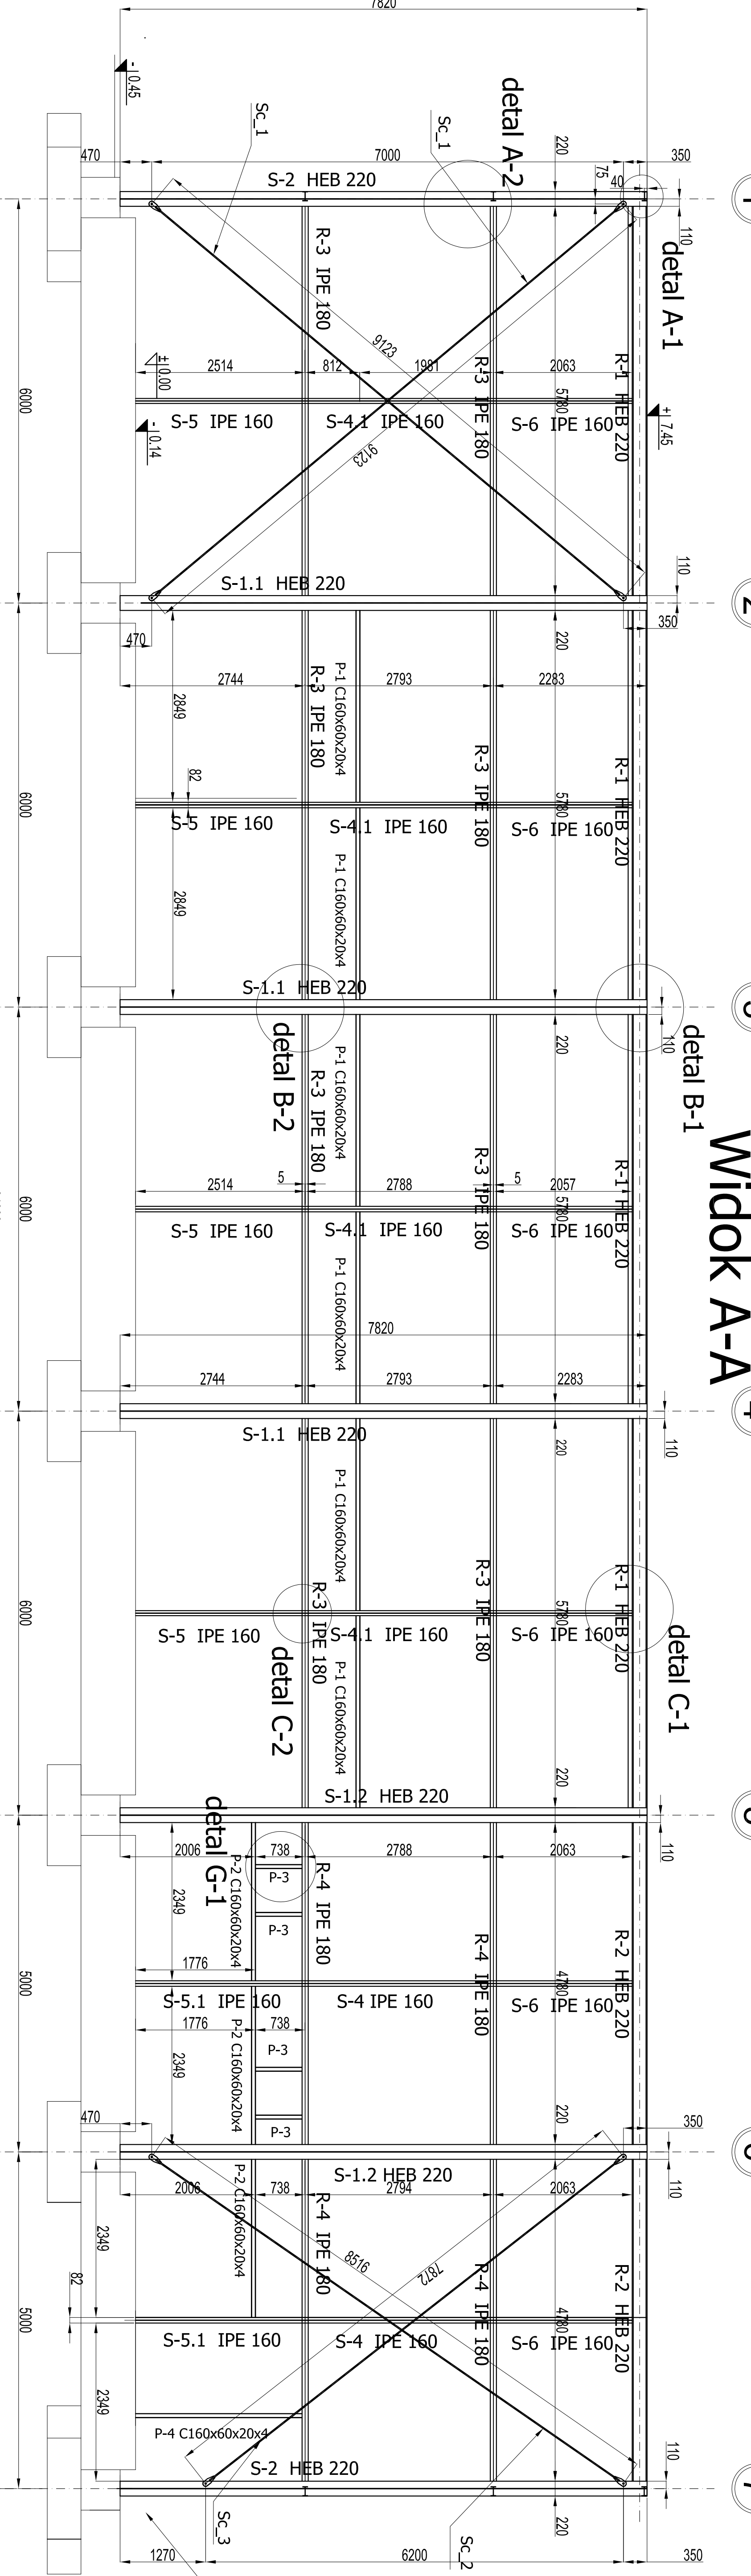 7820
- 0.45
470
7000
220
350
75
40
110
Sc_1
Sc_1
detal A-2
detal A-1
S-2 HEB 220
R-3 IPE 180
9123
9123
2514
812
1981
2063
± 0.00
- 0.14
+ 7.45
S-5 IPE 160
S-4.1 IPE 160
S-6 IPE 160
R-3 IPE 180
5780
R-1 HEB 220
6000
S-1.1 HEB 220
110
470
220
350
2744
2793
2283
2849
82
R-3 IPE 180
P-1 C160x60x20x4
R-3 IPE 180
5780
R-1 HEB 220
S-5 IPE 160
S-4.1 IPE 160
S-6 IPE 160
6000
P-1 C160x60x20x4
2849
S-1.1 HEB 220
220
110
detal B-2
detal B-1
Widok A-A
P-1 C160x60x20x4
R-3 IPE 180
R-3 IPE 180
2514
5
2788
5
2057
5780
R-1 HEB 220
S-5 IPE 160
S-4.1 IPE 160
S-6 IPE 160
6000
P-1 C160x60x20x4
7820
2744
2793
2283
S-1.1 HEB 220
220
110
P-1 C160x60x20x4
R-3 IPE 180
R-3 IPE 180
5780
R-1 HEB 220
S-5 IPE 160
S-4.1 IPE 160
S-6 IPE 160
6000
P-1 C160x60x20x4
detal C-2
detal C-1
220
S-1.2 HEB 220
110
detal G-1
2006
738
2788
2063
2349
P-2 C160x60x20x4
P-3
P-3
R-4 IPE 180
R-4 IPE 180
4780
R-2 HEB 220
1776
S-5.1 IPE 160
S-4 IPE 160
S-6 IPE 160
5000
1776
738
2349
P-2 C160x60x20x4
P-3
P-3
470
220
350
S-1.2 HEB 220
110
2006
738
2794
2063
2349
82
P-2 C160x60x20x4
R-4 IPE 180
8516
7872
R-4 IPE 180
4780
R-2 HEB 220
S-5.1 IPE 160
S-4 IPE 160
S-6 IPE 160
5000
2349
P-4 C160x60x20x4
S-2 HEB 220
110
220
Sc_3
Sc_2
1270
6200
350